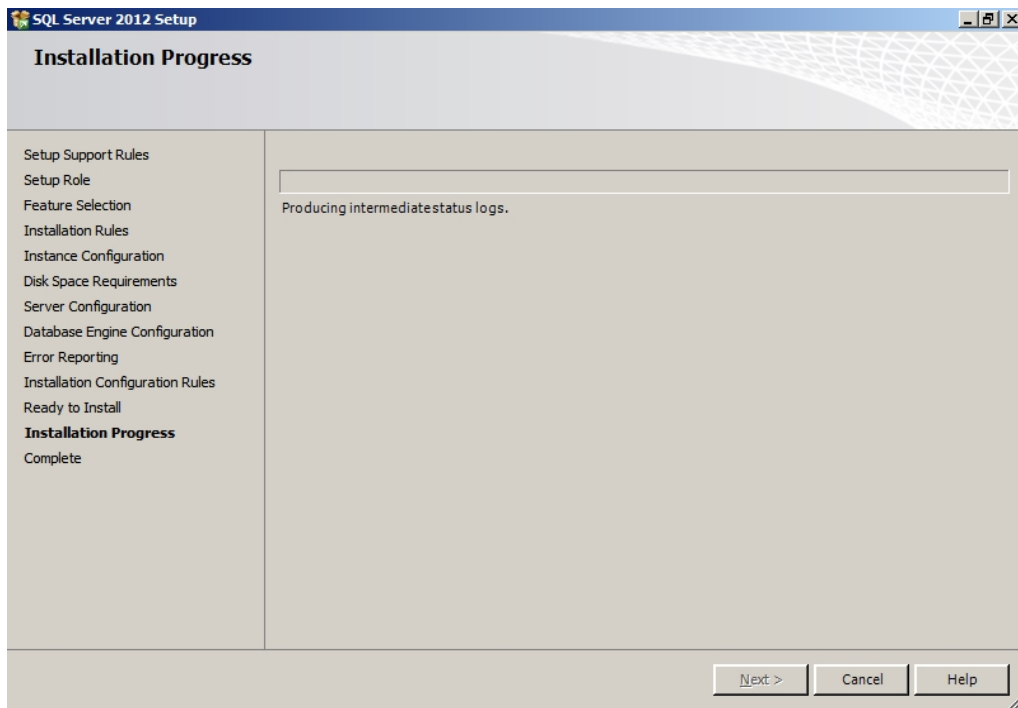 SQL Server 2012 Setup
Installation Progress
Setup Support Rules
Setup Role
Feature Selection
Installation Rules
Instance Configuration
Disk Space Requirements
Server Configuration
Database Engine Configuration
Error Reporting
Installation Configuration Rules
Ready to Install
Installation Progress
Complete
Producing intermediatestatus logs.
Next >
Cancel
Help